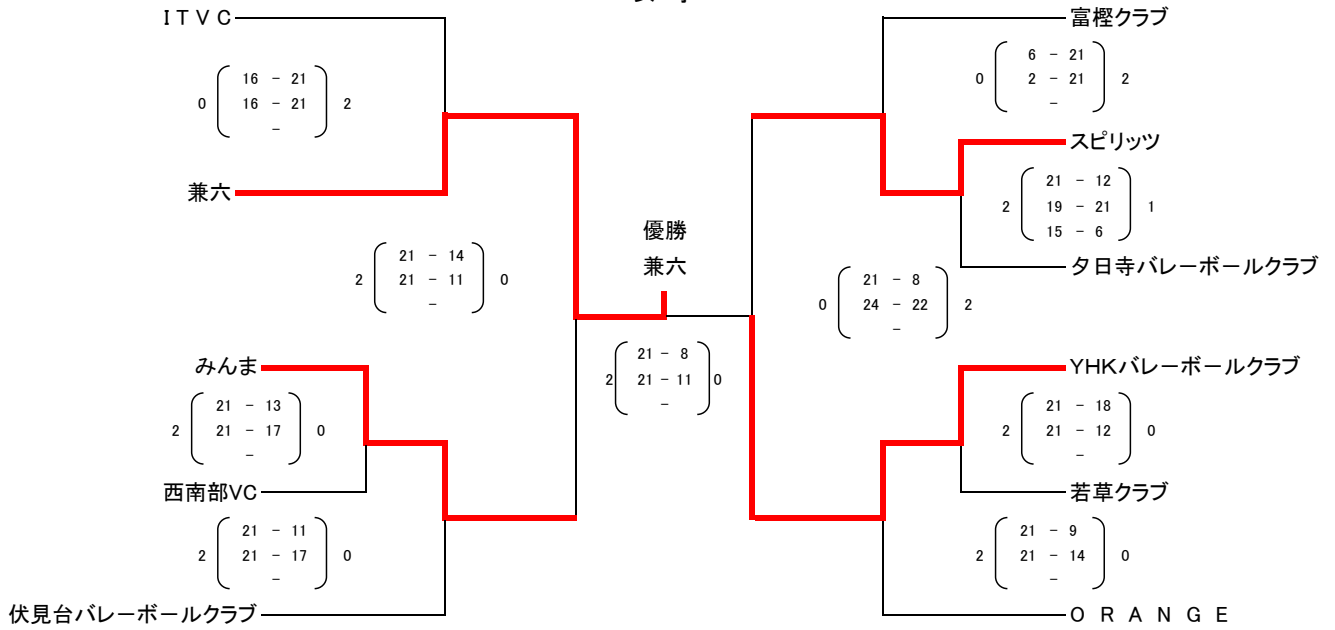 ITVC
富樫クラブ
16 - 21
0 16 - 21 2
-
6 - 21
0 2 - 21 2
-
スピリッツ
兼六
21 - 12
2 19 - 21 1
15 - 6
優勝
兼六
21 - 14
2 21 - 11 0
-
夕日寺バレーボールクラブ
21 - 8
0 24 - 22 2
-
みんま
21 - 8
2 21 - 11 0
-
YHKバレーボールクラブ
21 - 13
2 21 - 17 0
-
21 - 18
2 21 - 12 0
-
西南部VC
若草クラブ
21 - 11
2 21 - 17 0
-
21 - 9
2 21 - 14 0
-
伏見台バレーボールクラブ
ORANGE